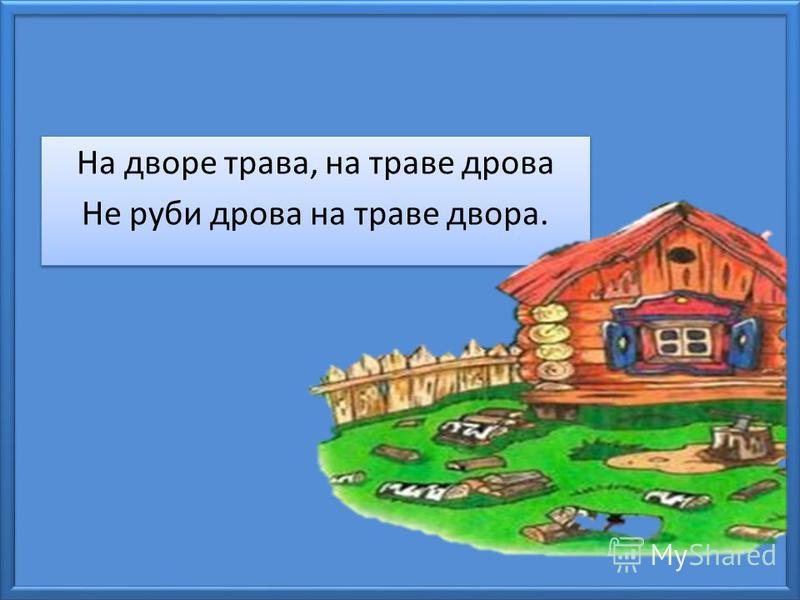 На дворе трава, на траве дрова
Не руби дрова на траве двора.
MyShared